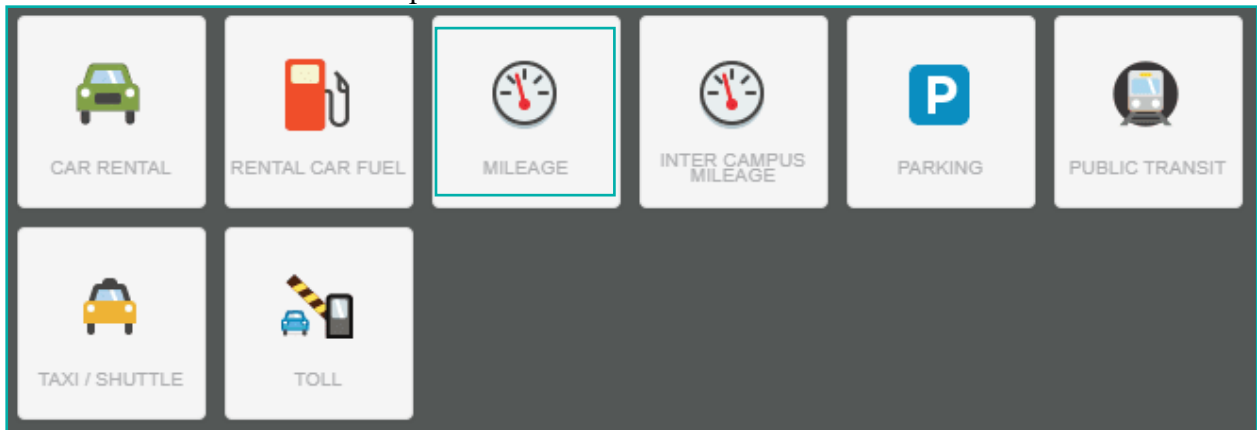 CAR RENTAL
RENTAL CAR FUEL
MILEAGE
INTER CAMPUS
MILEAGE
P
PARKING
PUBLIC TRANSIT
TAXI / SHUTTLE
TOLL